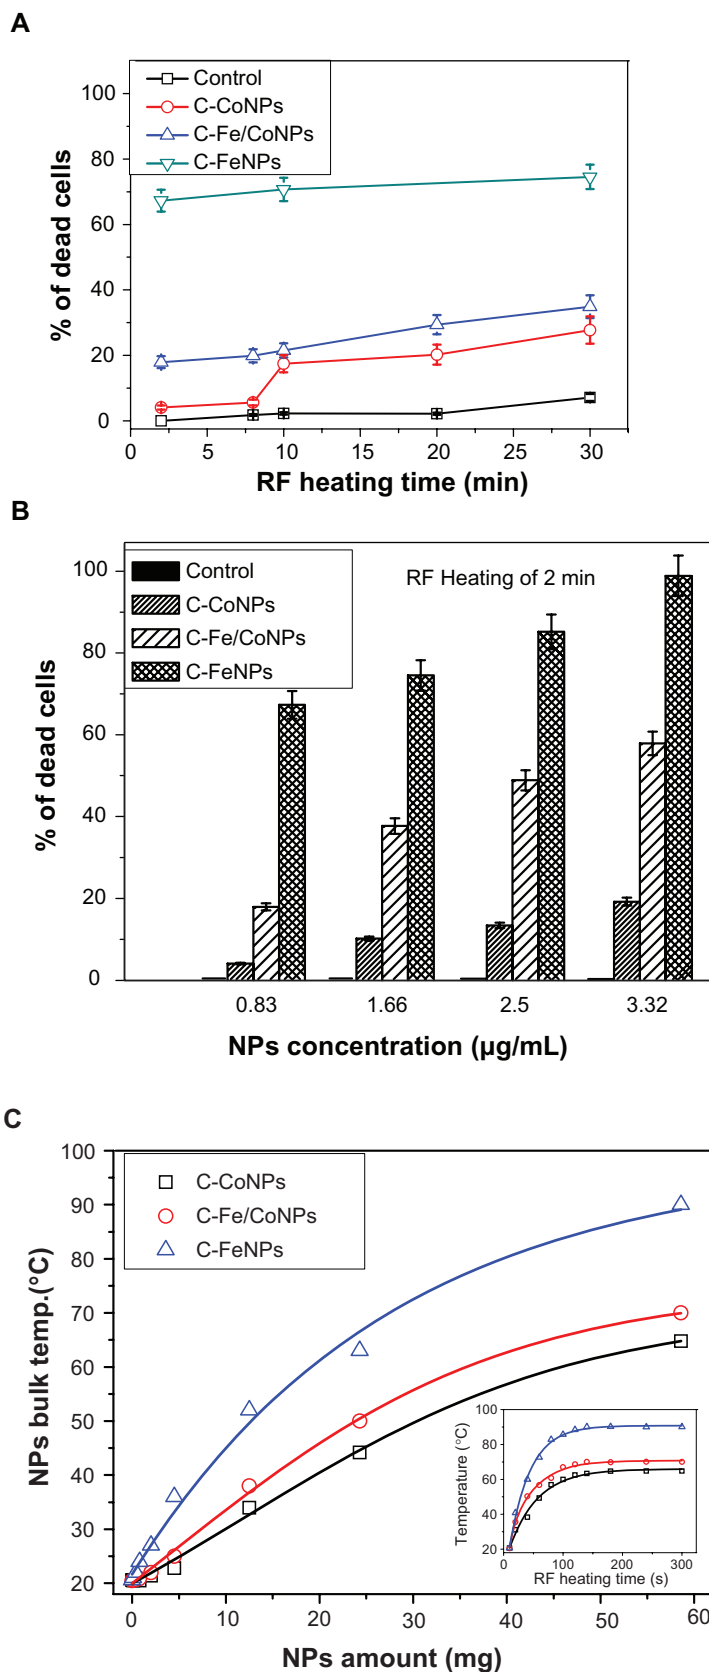 A
Control
C-CoNPs
C-Fe/CoNPs
C-FeNPs
% of dead cells
100
80
60
40
20
0
0 5 10 15 20 25 30
RF heating time (min)
B
Control
C-CoNPs
C-Fe/CoNPs
C-FeNPs
RF Heating of 2 min
% of dead cells
100
80
60
40
20
0
0.83 1.66 2.5 3.32
NPs concentration (µg/mL)
C
C-CoNPs
C-Fe/CoNPs
C-FeNPs
NPs bulk temp.(°C)
100
90
80
70
60
50
40
30
20
Temperature (°C)
100
80
60
40
20
0 100 200 300
RF heating time (s)
0 10 20 30 40 50 60
NPs amount (mg)